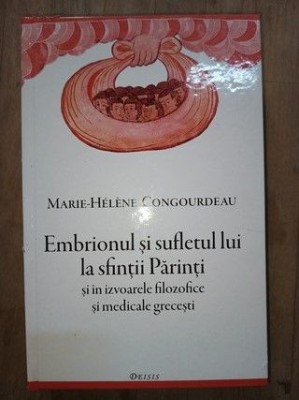 MARIE-HÉLÈNE CONGOURDEAU
Embrionul și sufletul lui
la sfinții Părinți
și în izvoarele filozofice
și medicale grecești
DEISIS